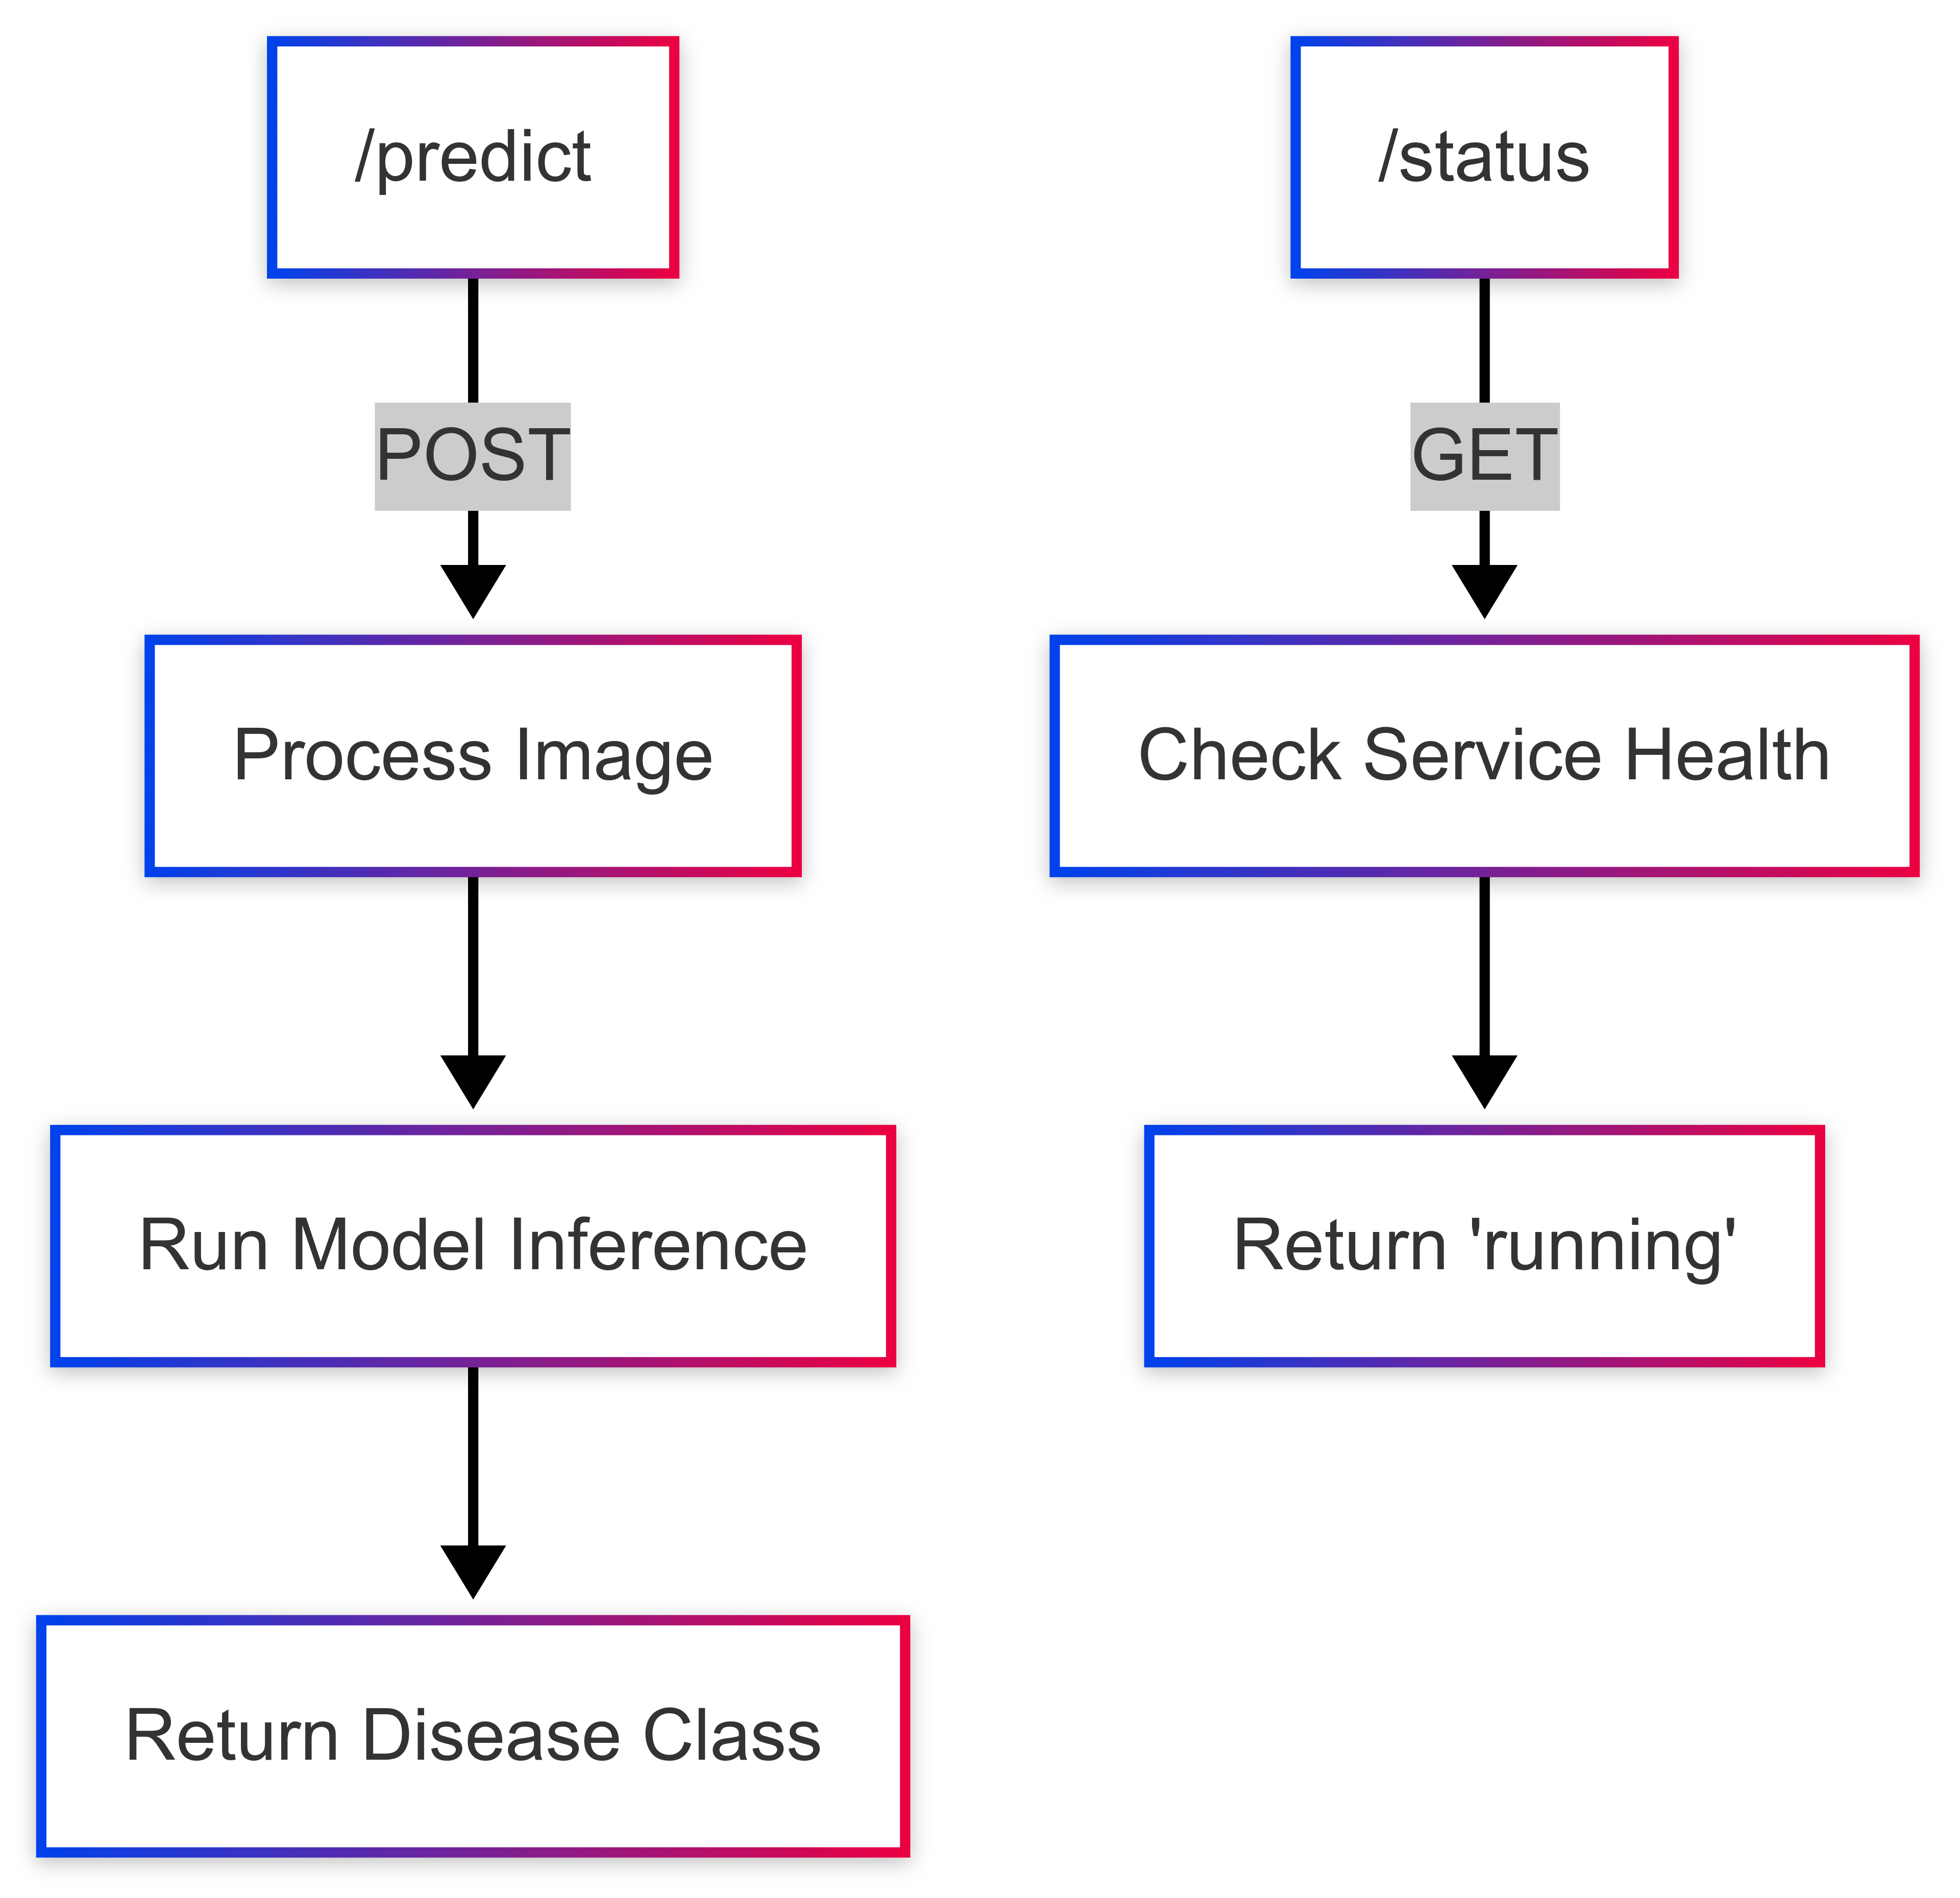 /predict
POST
Process Image
Run Model Inference
Return Disease Class
/status
GET
Check Service Health
Return 'running'